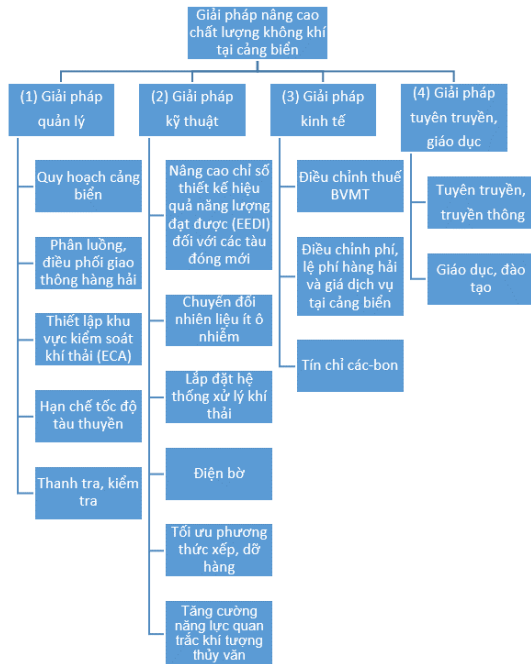 Giải pháp nâng cao
chất lượng không khí
tại cảng biển
(1) Giải pháp
quản lý
Quy hoạch cảng
biển
Phân luồng,
điều phối giao
thông hàng hải
Thiết lập khu
vực kiểm soát
khí thải (ECA)
Hạn chế tốc độ
tàu thuyền
Thanh tra, kiểm
tra
(2) Giải pháp
kỹ thuật
Nâng cao chỉ số
thiết kế hiệu
quả năng lượng
đạt được (EEDI)
đối với các tàu
đóng mới
Chuyển đổi
nhiên liệu ít ô
nhiễm
Lắp đặt hệ
thống xử lý khí
thải
Điện bờ
Tối ưu phương
thức xếp, dỡ
hàng
Tăng cường
năng lực quan
trắc khí tượng
thủy văn
(3) Giải pháp
kinh tế
Điều chỉnh thuế
BVMT
Điều chỉnh phí,
lệ phí hàng hải
và giá dịch vụ
tại cảng biển
Tín chỉ các-bon
(4) Giải pháp
tuyên truyền,
giáo dục
Tuyên truyền,
truyền thông
Giáo dục, đào
tạo